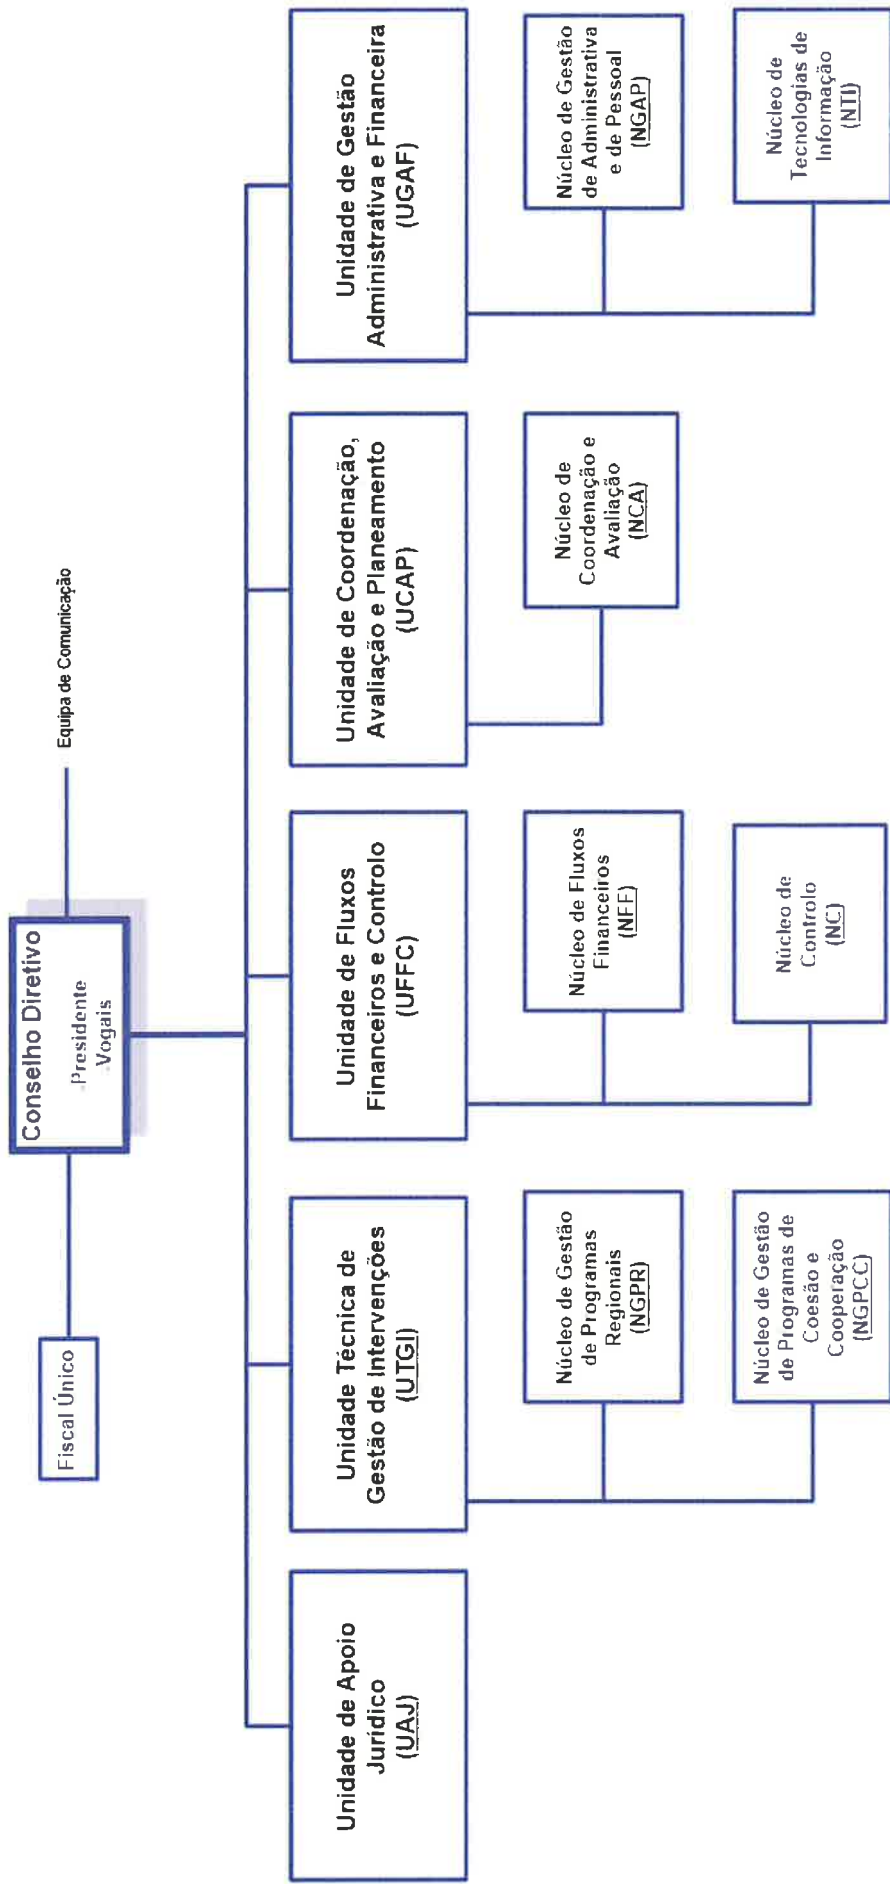 Conselho Diretivo
-Presidente
-Vogais
Fiscal Único
Equipa de Comunicação
Unidade de Apoio
Jurídico
(UAJ)
Unidade Técnica de
Gestão de Intervenções
(UTGI)
Unidade de Fluxos
Financeiros e Controlo
(UFFC)
Unidade de Coordenação,
Avaliação e Planeamento
(UCAP)
Unidade de Gestão
Administrativa e Financeira
(UGAF)
Núcleo de Gestão
de Programas
Regionais
(NGPR)
Núcleo de Gestão
de Programas de
Coesão e
Cooperação
(NGPCC)
Núcleo de Fluxos
Financeiros
(NFF)
Núcleo de
Controlo
(NC)
Núcleo de
Coordenação e
Avaliação
(NCA)
Núcleo de Gestão
de Administrativa
e de Pessoal
(NGAP)
Núcleo de
Tecnologias de
Informação
(NTI)